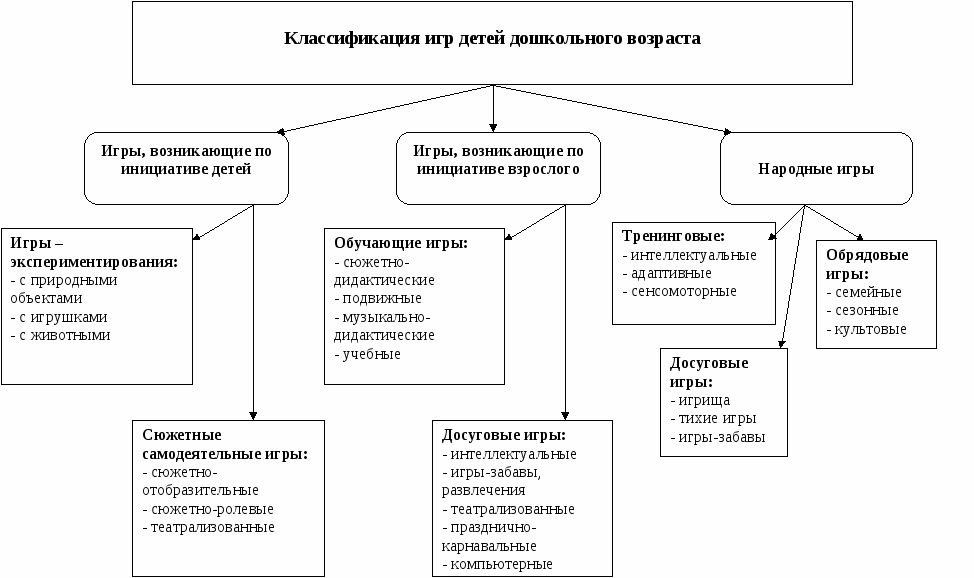 Классификация игр детей дошкольного возраста
Игры, возникающие по
инициативе детей
Игры, возникающие по
инициативе взрослого
Народные игры
Игры –
экспериментирования:
- с природными
объектами
- с игрушками
- с животными
Обучающие игры:
- сюжетно-
дидактические
- подвижные
- музыкально-
дидактические
- учебные
Тренинговые:
- интеллектуальные
- адаптивные
- сенсомоторные
Обрядовые
игры:
- семейные
- сезонные
- культовые
Досуговые
игры:
- игрища
- тихие игры
- игры-забавы
Сюжетные
самодеятельные игры:
- сюжетно-
отобразительные
- сюжетно-ролевые
- театрализованные
Досуговые игры:
- интеллектуальные
- игры-забавы,
развлечения
- театрализованные
- празднично-
карнавальные
- компьютерные